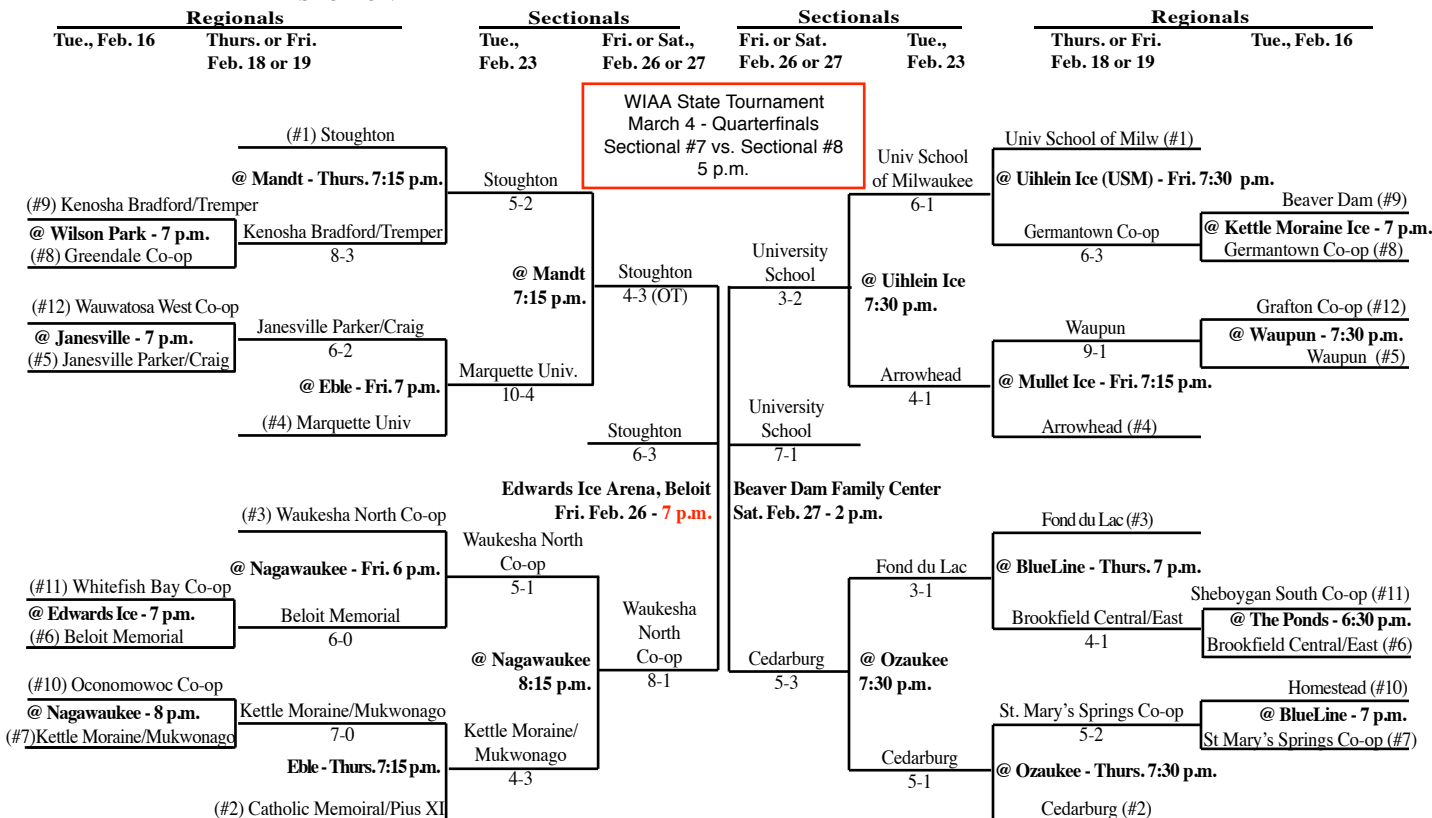 Regionals
Sectionals
Sectionals
Regionals
Tue., Feb. 16
Thurs. or Fri.
Feb. 18 or 19
Tue.,
Feb. 23
Fri. or Sat.,
Feb. 26 or 27
Fri. or Sat.
Feb. 26 or 27
Tue.,
Feb. 23
Thurs. or Fri.
Feb. 18 or 19
Tue., Feb. 16
WIAA State Tournament
March 4 - Quarterfinals
Sectional #7 vs. Sectional #8
5 p.m.
(#1) Stoughton
@ Mandt - Thurs. 7:15 p.m.
(#9) Kenosha Bradford/Tremper
@ Wilson Park - 7 p.m.
(#8) Greendale Co-op
Kenosha Bradford/Tremper
8-3
Stoughton
5-2
(#12) Wauwatosa West Co-op
@ Janesville - 7 p.m.
(#5) Janesville Parker/Craig
Janesville Parker/Craig
6-2
@ Eble - Fri. 7 p.m.
(#4) Marquette Univ
Marquette Univ.
10-4
@ Mandt
7:15 p.m.
Stoughton
4-3 (OT)
Stoughton
6-3
Edwards Ice Arena, Beloit
Fri. Feb. 26 - 7 p.m.
(#3) Waukesha North Co-op
@ Nagawaukee - Fri. 6 p.m.
(#11) Whitefish Bay Co-op
@ Edwards Ice - 7 p.m.
(#6) Beloit Memorial
Beloit Memorial
6-0
Waukesha North
Co-op
5-1
(#10) Oconomowoc Co-op
@ Nagawaukee - 8 p.m.
(#7)Kettle Moraine/Mukwonago
Kettle Moraine/Mukwonago
7-0
Eble - Thurs. 7:15 p.m.
(#2) Catholic Memoiral/Pius XI
Kettle Moraine/
Mukwonago
4-3
@ Nagawaukee
8:15 p.m.
Waukesha
North
Co-op
8-1
Univ School of Milw (#1)
@ Uihlein Ice (USM) - Fri. 7:30 p.m.
Beaver Dam (#9)
@ Kettle Moraine Ice - 7 p.m.
Germantown Co-op (#8)
Germantown Co-op
6-3
Univ School
of Milwaukee
6-1
Grafton Co-op (#12)
@ Waupun - 7:30 p.m.
Waupun (#5)
Waupun
9-1
@ Mullet Ice - Fri. 7:15 p.m.
Arrowhead (#4)
Arrowhead
4-1
@ Uihlein Ice
7:30 p.m.
University
School
3-2
University
School
7-1
Beaver Dam Family Center
Sat. Feb. 27 - 2 p.m.
Fond du Lac (#3)
@ BlueLine - Thurs. 7 p.m.
Sheboygan South Co-op (#11)
@ The Ponds - 6:30 p.m.
Brookfield Central/East (#6)
Brookfield Central/East
4-1
Fond du Lac
3-1
Homestead (#10)
@ BlueLine - 7 p.m.
St Mary's Springs Co-op (#7)
St. Mary's Springs Co-op
5-2
@ Ozaukee - Thurs. 7:30 p.m.
Cedarburg (#2)
Cedarburg
5-1
@ Ozaukee
7:30 p.m.
Cedarburg
5-3